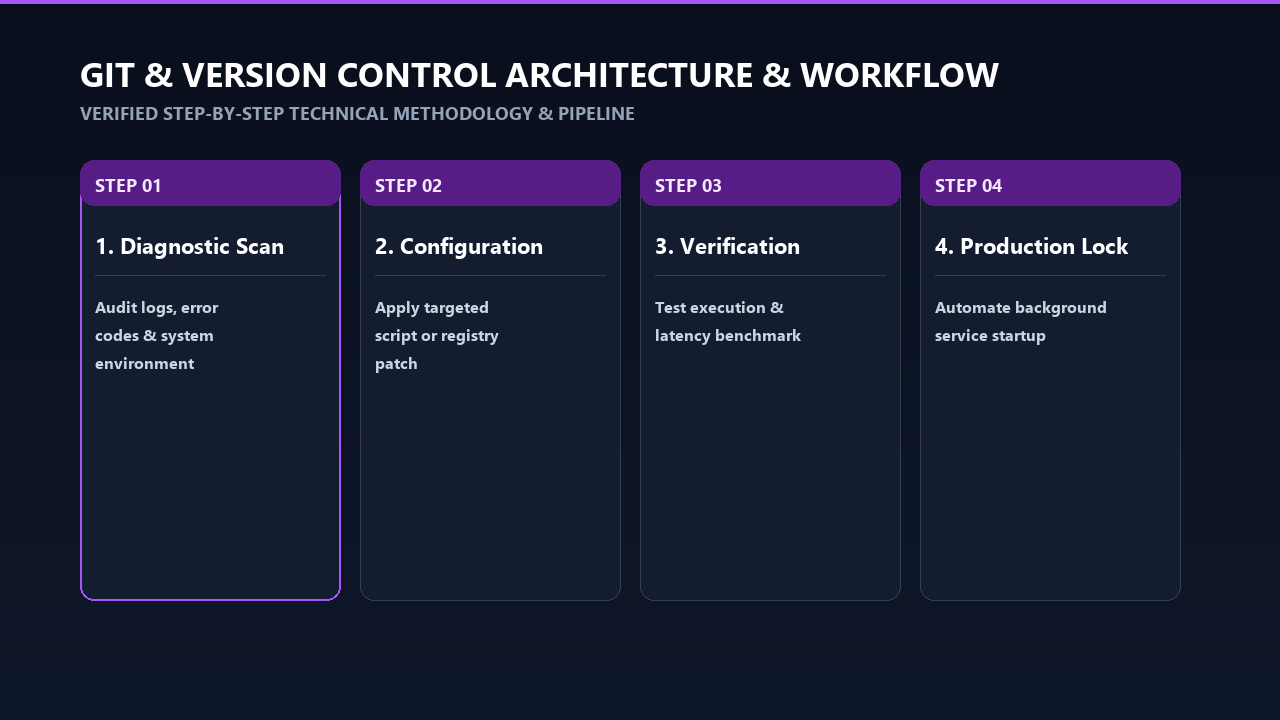 GIT & VERSION CONTROL ARCHITECTURE & WORKFLOW
VERIFIED STEP-BY-STEP TECHNICAL METHODOLOGY & PIPELINE
STEP 01
1. Diagnostic Scan
Audit logs, error
codes & system
environment
STEP 02
2. Configuration
Apply targeted
script or registry
patch
STEP 03
3. Verification
Test execution &
latency benchmark
STEP 04
4. Production Lock
Automate background
service startup